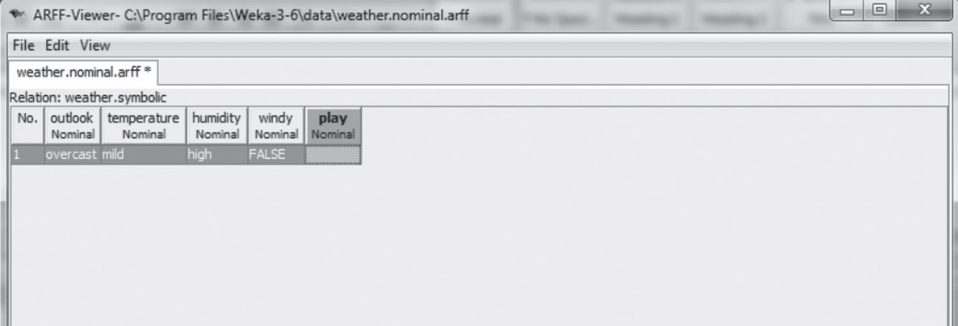 ARFF-Viewer- C:\Program Files\Weka-3-6\data\weather.nominal.arff
File Edit View
weather.nominal.arff *
Relation: weather.symbolic
No. outlook temperature humidity windy play
Nominal Nominal Nominal Nominal Nominal
1 overcast mild high FALSE